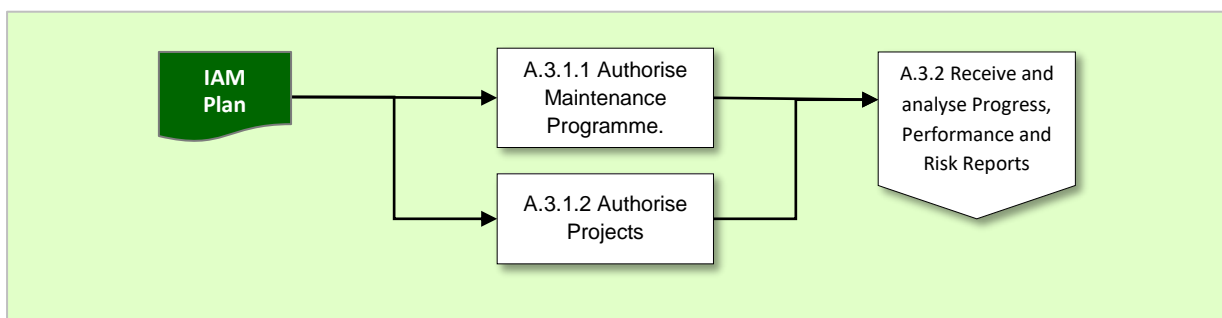 IAM
Plan
A.3.1.1 Authorise
Maintenance
Programme.
A.3.1.2 Authorise
Projects
A.3.2 Receive and
analyse Progress,
Performance and
Risk Reports